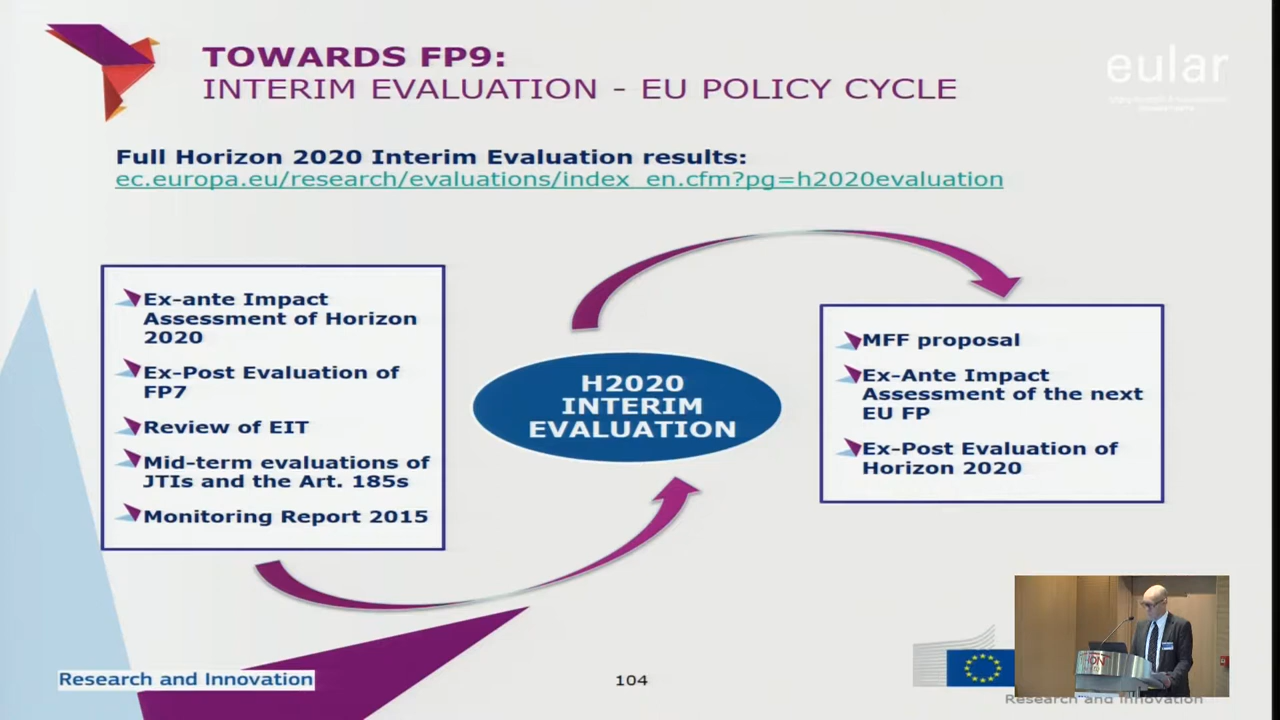 TOWARDS FP9:
INTERIM EVALUATION - EU POLICY CYCLE
eular
Full Horizon 2020 Interim Evaluation results:
ec.europa.eu/research/evaluations/index_en.cfm?pg=h2020evaluation
Ex-ante Impact
Assessment of Horizon
2020
Ex-Post Evaluation of
FP7
Review of EIT
Mid-term evaluations of
JTIs and the Art. 185s
Monitoring Report 2015
H2020
INTERIM
EVALUATION
MFF proposal
Ex-Ante Impact
Assessment of the next
EU FP
Ex-Post Evaluation of
Horizon 2020
Research and Innovation
104
Research and Innovation